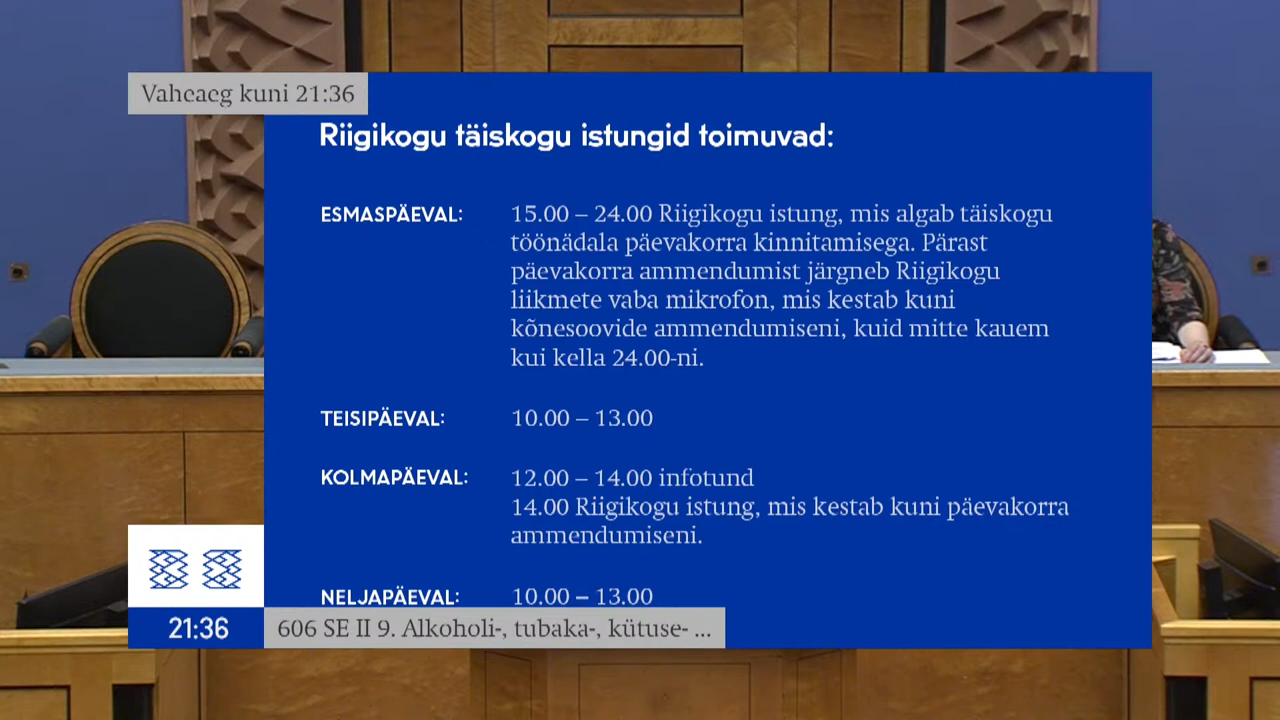 Vaheaeg kuni 21:36
Riigikogu täiskogu istungid toimuvad:
ESMASPÄEVAL:
15.00 – 24.00 Riigikogu istung, mis algab täiskogu
töönädala päevakorra kinnitamisega. Pärast
päevakorra ammendumist järgneb Riigikogu
liikmete vaba mikrofon, mis kestab kuni
kõnesoovide ammendumiseni, kuid mitte kauem
kui kella 24.00-ni.
TEISIPÄEVAL:
10.00 – 13.00
KOLMAPÄEVAL:
12.00 – 14.00 infotund
14.00 Riigikogu istung, mis kestab kuni päevakorra
ammendumiseni.
NELJAPÄEVAL:
10.00 – 13.00
21:36
606 SE II 9. Alkoholi-, tubaka-, kütuse- ...